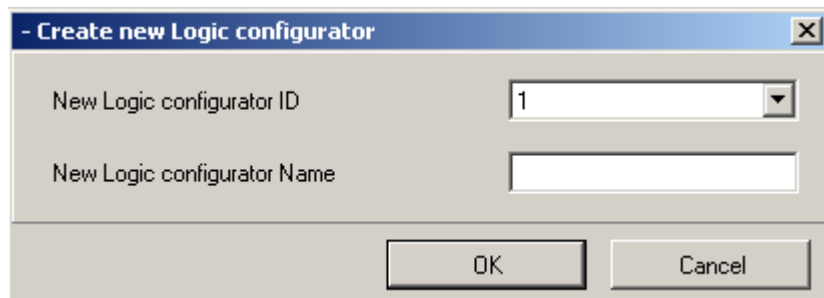 - Create new Logic configurator
New Logic configurator ID 1
New Logic configurator Name
OK Cancel